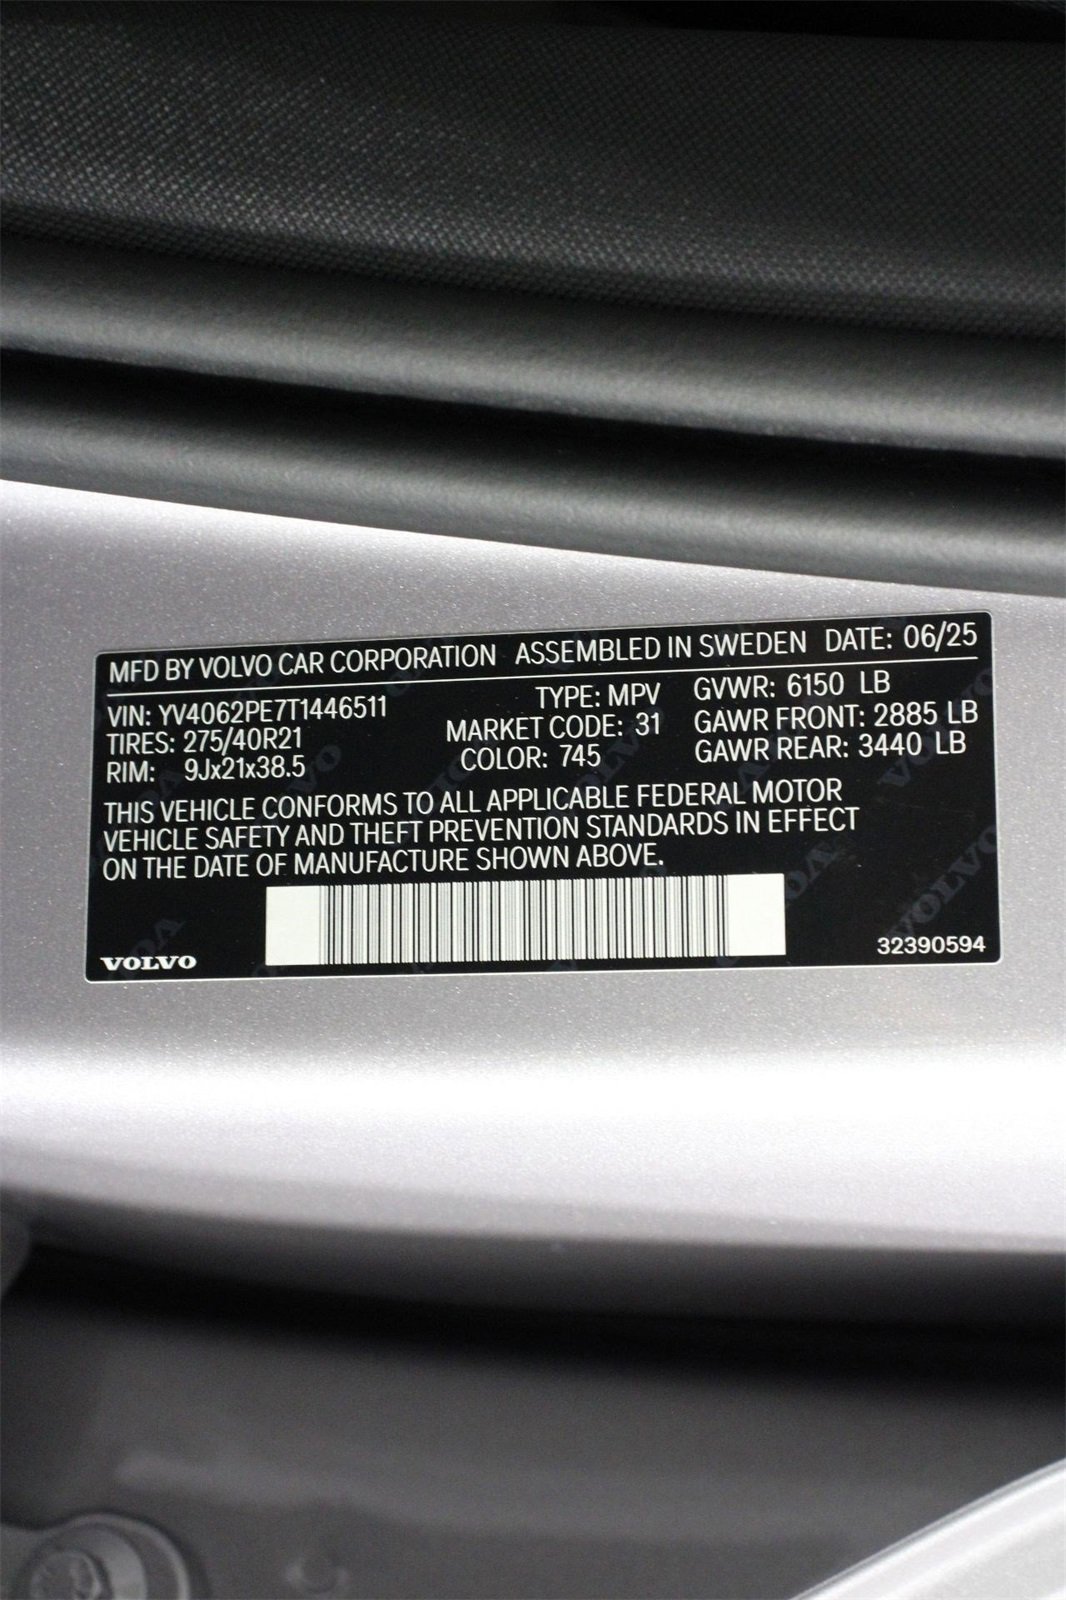 MFD BY VOLVO CAR CORPORATION ASSEMBLED IN SWEDEN DATE: 06/25
VIN: YV4062PE7T1446511 TYPE: MPV GVWR: 6150 LB
TIRES: 275/40R21 MARKET CODE: 31 GAWR FRONT: 2885 LB
RIM: 9Jx21x38.5 COLOR: 745 GAWR REAR: 3440 LB
THIS VEHICLE CONFORMS TO ALL APPLICABLE FEDERAL MOTOR
VEHICLE SAFETY AND THEFT PREVENTION STANDARDS IN EFFECT
ON THE DATE OF MANUFACTURE SHOWN ABOVE.
VOLVO 32390594